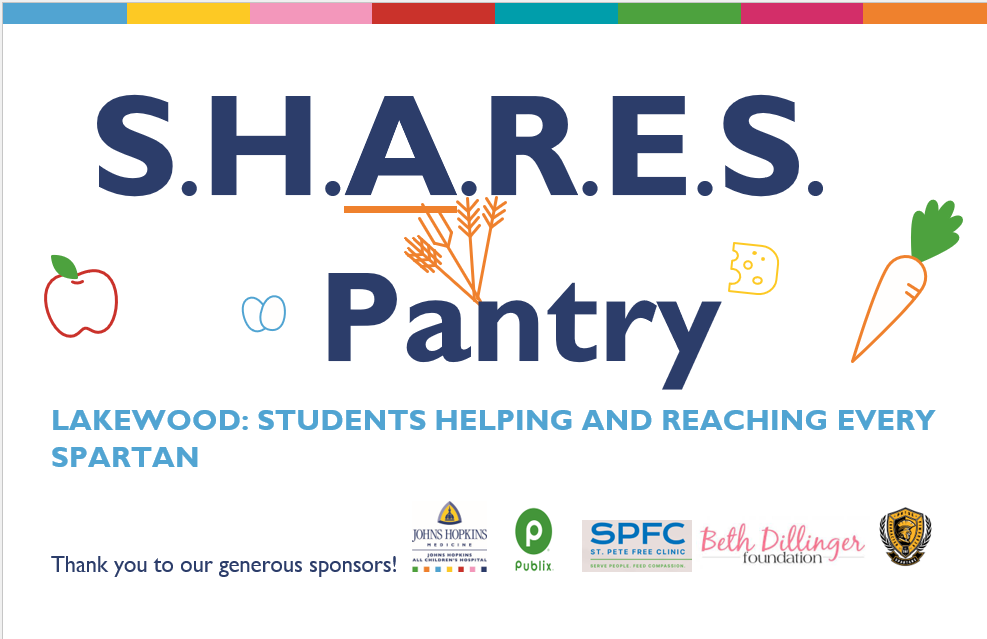 S.H.A.R.E.S.
Pantry
LAKEWOOD: STUDENTS HELPING AND REACHING EVERY
SPARTAN
Thank you to our generous sponsors!
JOHNS HOPKINS
MEDICINE
JOHNS HOPKINS
ALL CHILDREN'S HOSPITAL
p
Publix.
SPFC
ST. PETE FREE CLINIC
SERVE PEOPLE. FEED COMPASSION.
Beth Dillinger
foundation